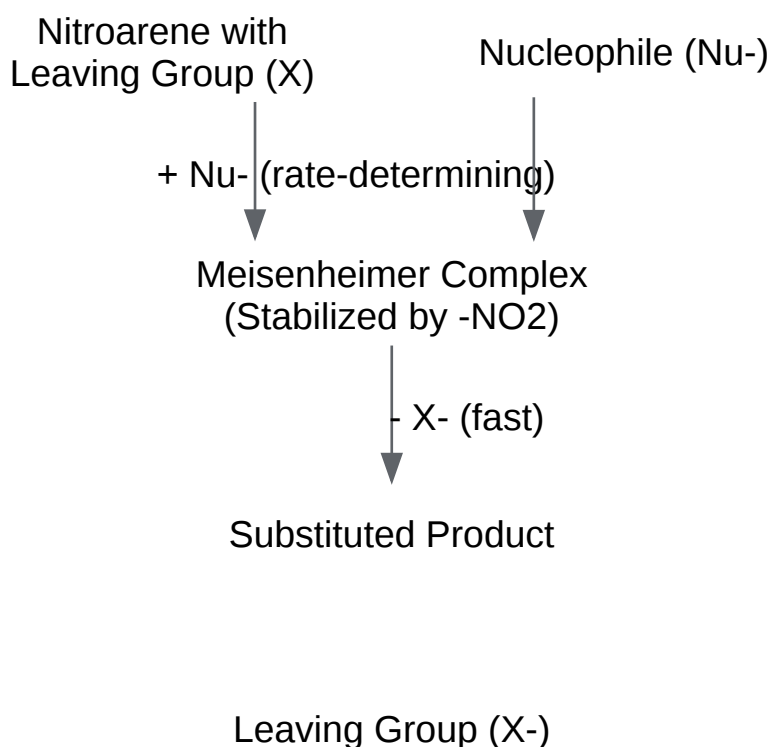 Nitroarene with
Leaving Group (X)
Nucleophile (Nu-)
+ Nu- (rate-determining)
Meisenheimer Complex
(Stabilized by -NO2)
- X- (fast)
Substituted Product
Leaving Group (X-)